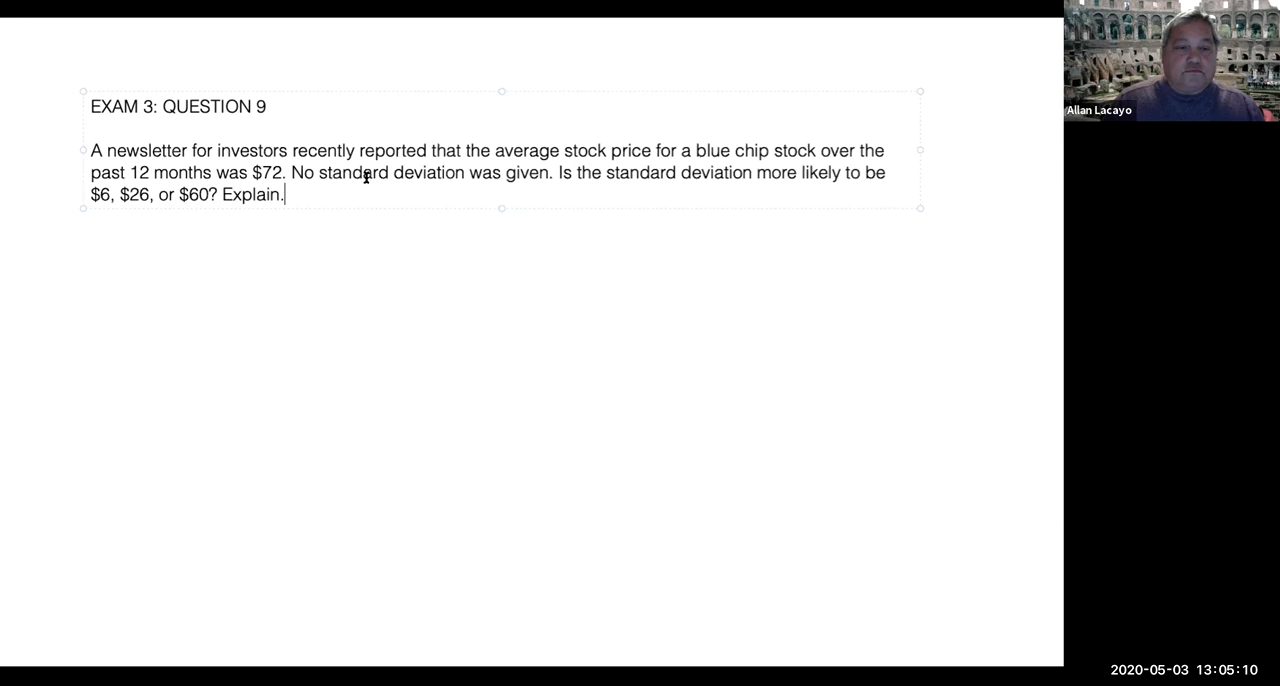 EXAM 3: QUESTION 9
A newsletter for investors recently reported that the average stock price for a blue chip stock over the
past 12 months was $72. No standard deviation was given. Is the standard deviation more likely to be
$6, $26, or $60? Explain.
Allan Lacayo
2020-05-03 13:05:10